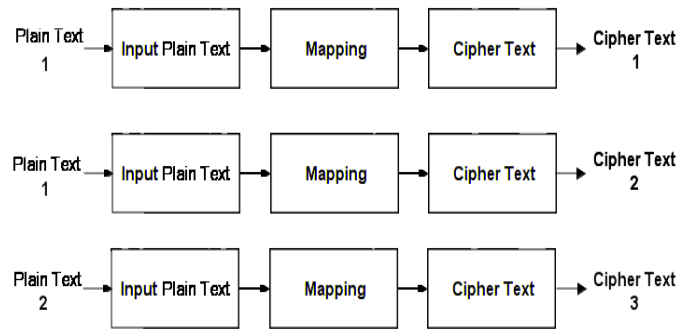 Plain Text
1
Input Plain Text
Mapping
Cipher Text
Cipher Text
1
Plain Text
1
Input Plain Text
Mapping
Cipher Text
Cipher Text
2
Plain Text
2
Input Plain Text
Mapping
Cipher Text
Cipher Text
3